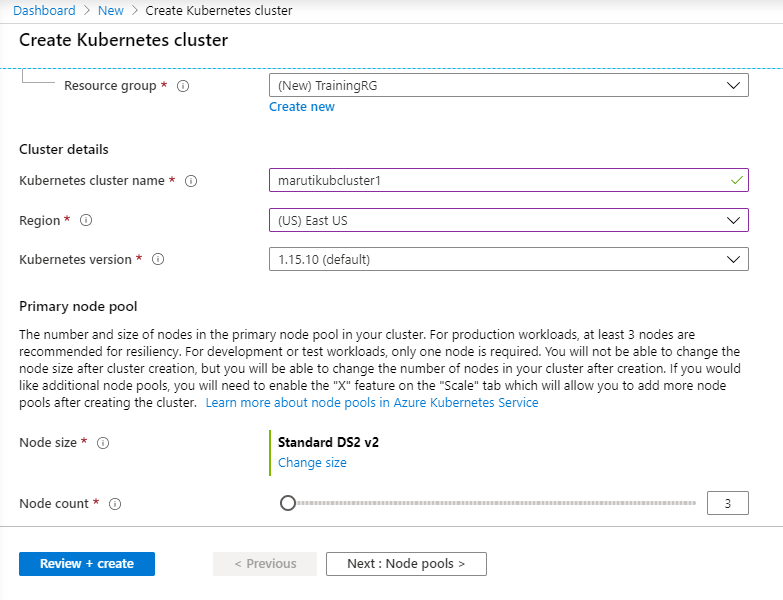 Dashboard > New > Create Kubernetes cluster
Create Kubernetes cluster
Resource group * (New) TrainingRG
Create new
Cluster details
Kubernetes cluster name * marutikubcluster1
Region * (US) East US
Kubernetes version * 1.15.10 (default)
Primary node pool
The number and size of nodes in the primary node pool in your cluster. For production workloads, at least 3 nodes are
recommended for resiliency. For development or test workloads, only one node is required. You will not be able to change the
node size after cluster creation, but you will be able to change the number of nodes in your cluster after creation. If you would
like additional node pools, you will need to enable the "X" feature on the "Scale" tab which will allow you to add more node
pools after creating the cluster. Learn more about node pools in Azure Kubernetes Service
Node size * Standard DS2 v2
Change size
Node count * 3
Review + create < Previous Next : Node pools >